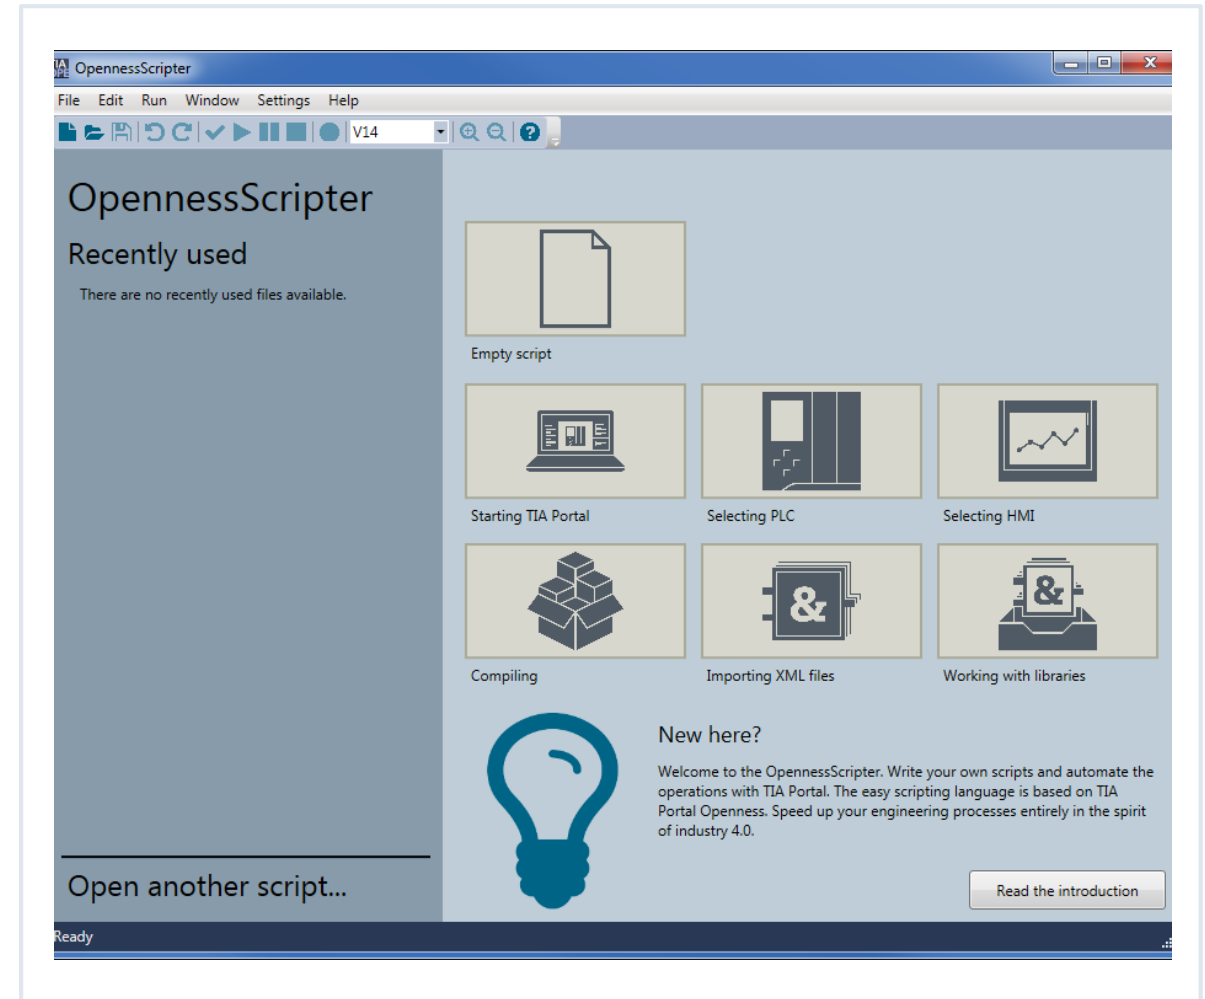 OpennessScripter
File Edit Run Window Settings Help
V14
OpennessScripter
Recently used
There are no recently used files available.
Empty script
Starting TIA Portal
Selecting PLC
Selecting HMI
&
&
Compiling
Importing XML files
Working with libraries
New here?
Welcome to the OpennessScripter. Write your own scripts and automate the
operations with TIA Portal. The easy scripting language is based on TIA
Portal Openness. Speed up your engineering processes entirely in the spirit
of industry 4.0.
Open another script...
Read the introduction
Ready